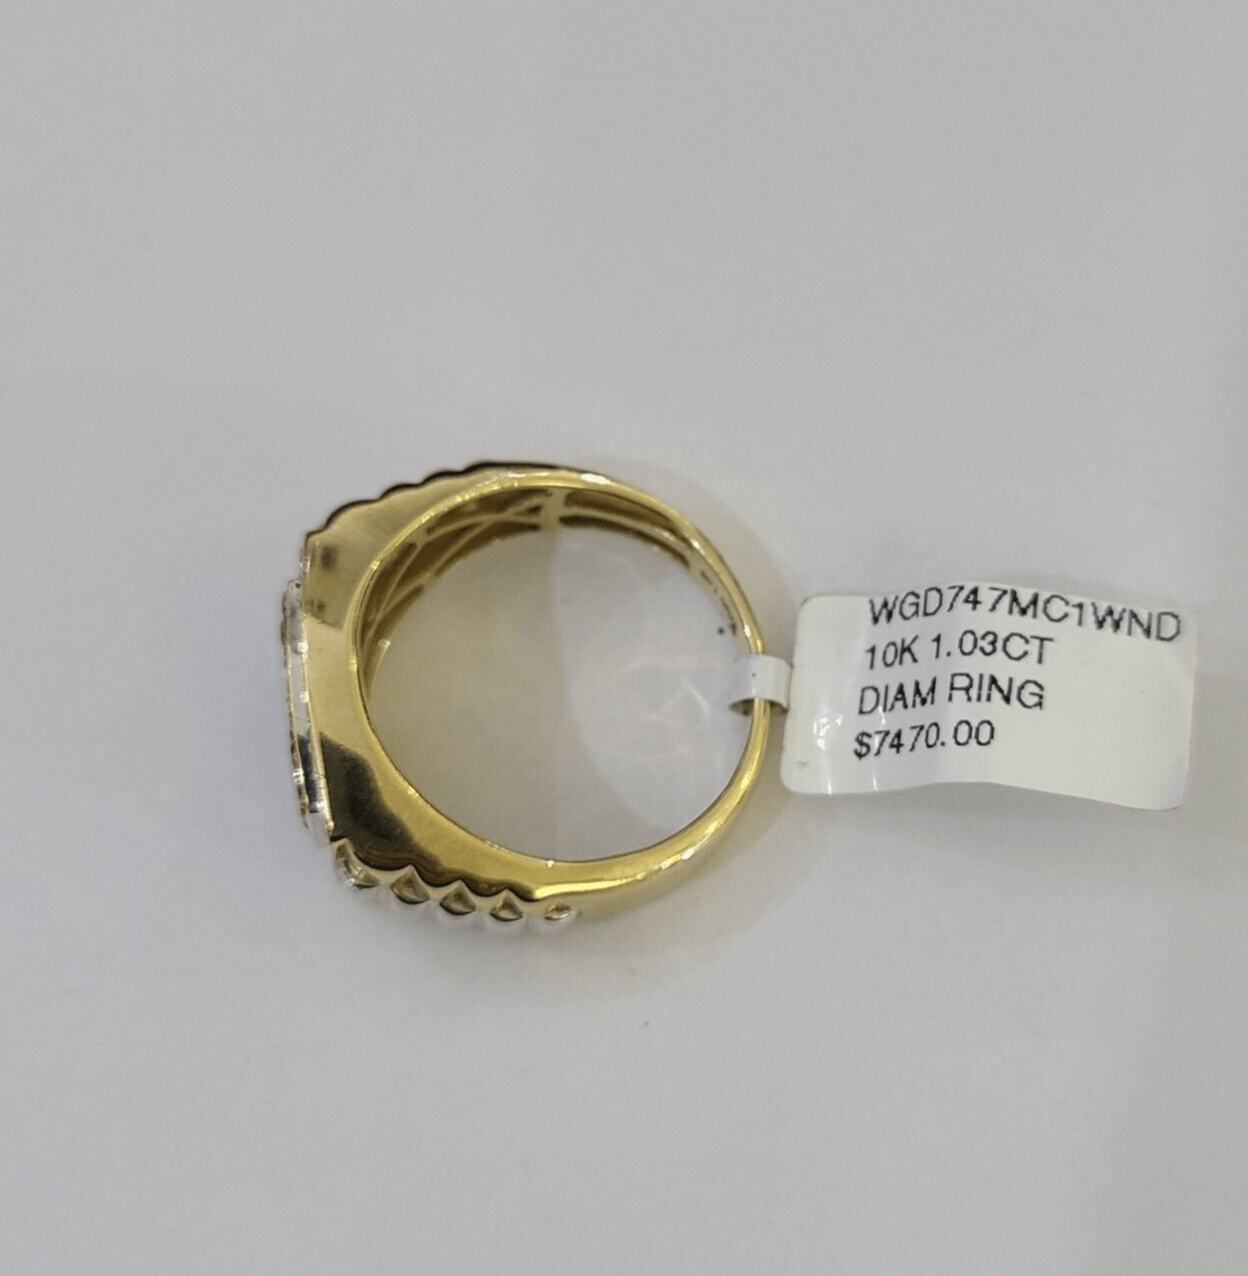 WGD747MC1WND
10K 1.03CT
DIAM RING
$7470.00